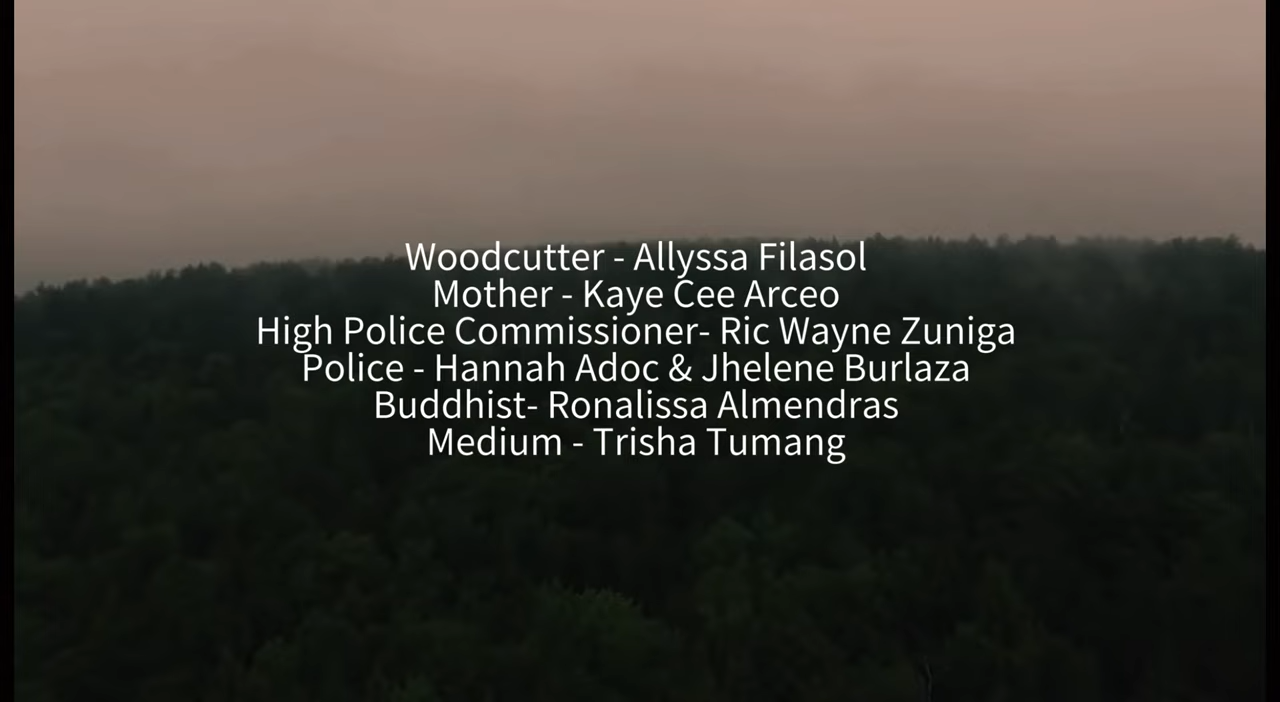 Woodcutter - Allyssa Filasol
Mother - Kaye Cee Arceo
High Police Commissioner- Ric Wayne Zuniga
Police - Hannah Adoc & Jhelene Burlaza
Buddhist- Ronalissa Almendras
Medium - Trisha Tumang